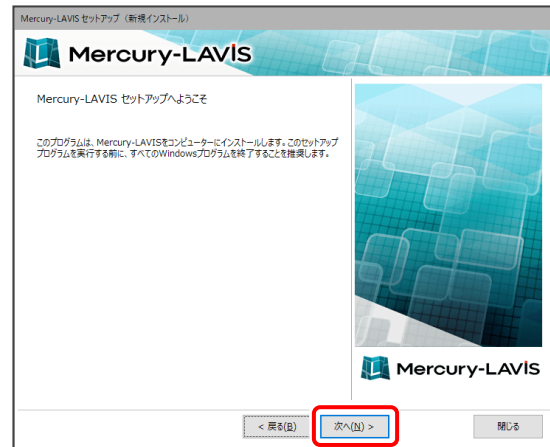 Mercury-LAVIS セットアップ（新規インストール）
Mercury-LAVIS
Mercury-LAVIS セットアップへようこそ
このプログラムは、Mercury-LAVISをコンピューターにインストールします。このセットアップ
プログラムを実行する前に、すべてのWindowsプログラムを終了することを推奨します。
Mercury-LAVIS
< 戻る(B)
次へ(N) >
閉じる